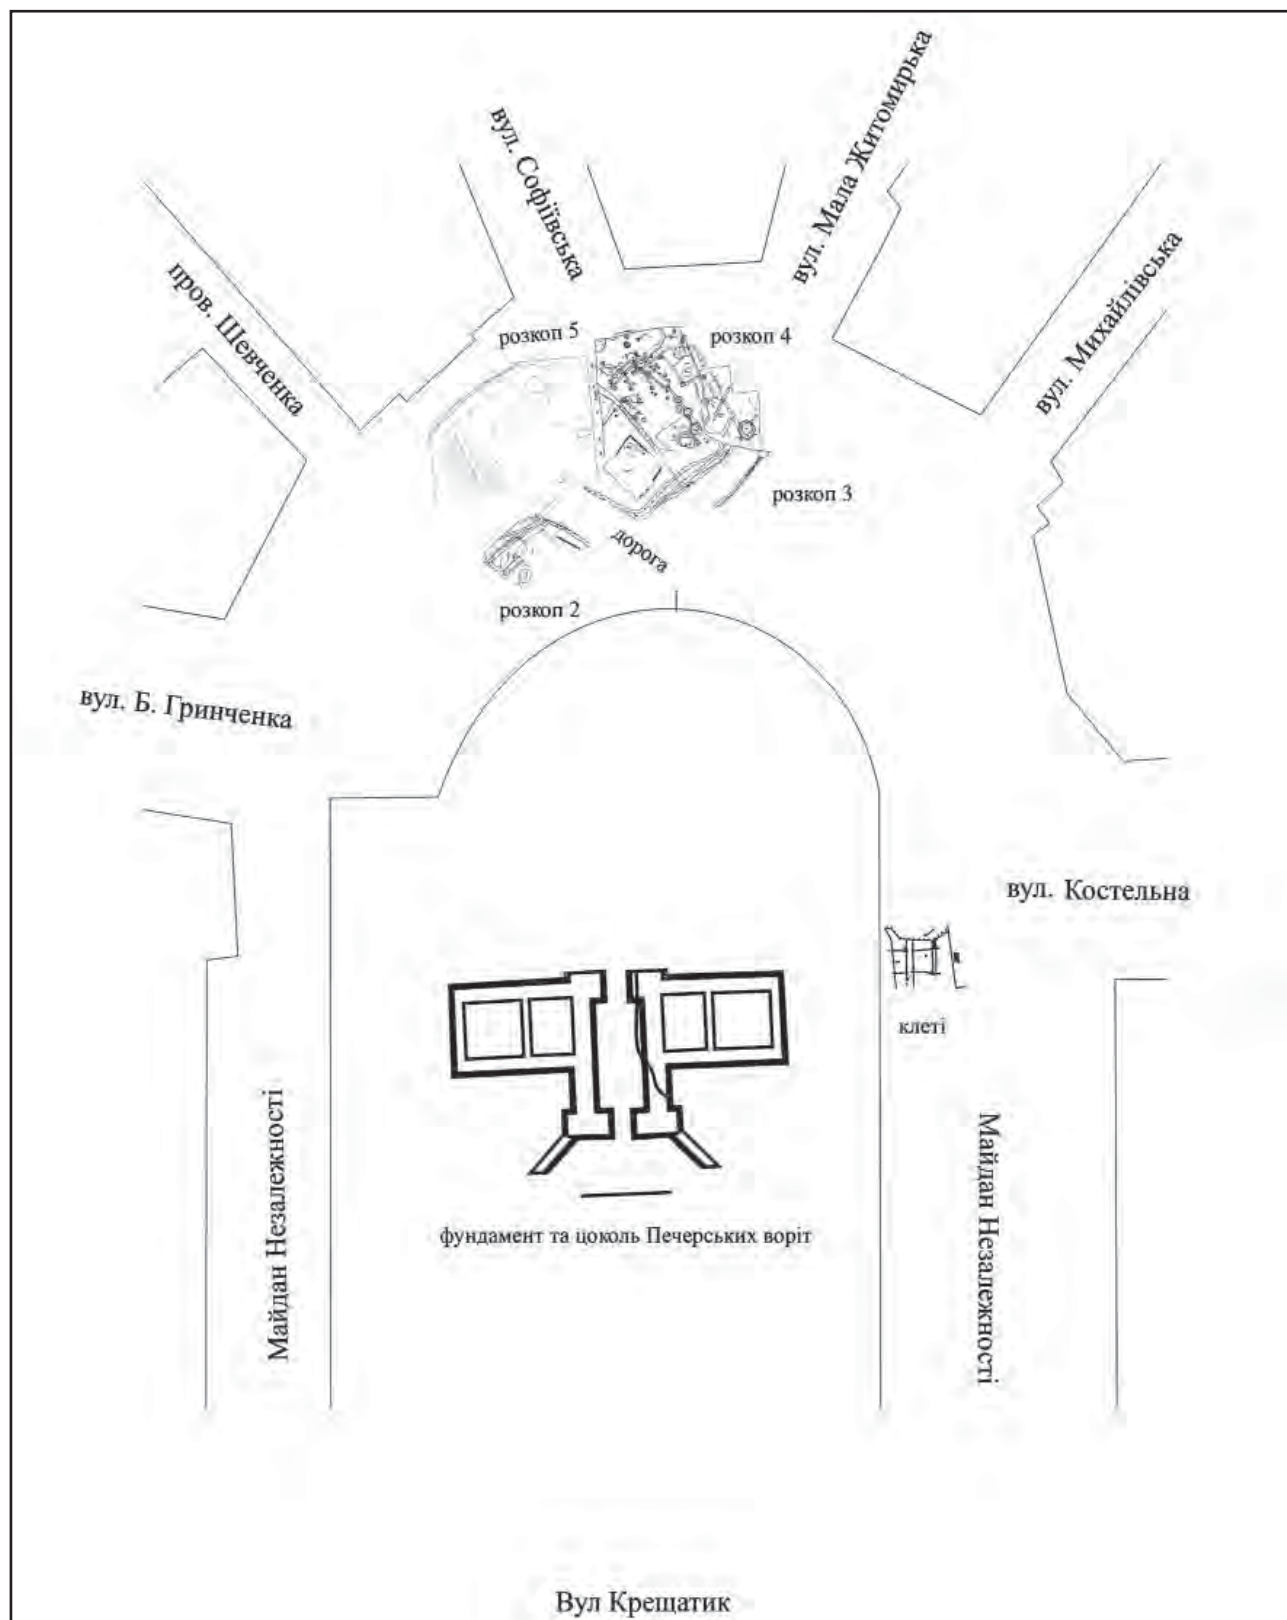 вул. Софіївська
вул. Мала Житомирька
пров. Шевченка
вул. Михайлівська
розкоп 5
розкоп 4
розкоп 3
дорога
розкоп 2
вул. Б. Гринченка
вул. Костельна
клеті
Майдан Незалежності
Майдан Незалежності
фундамент та цоколь Печерських воріт
Вул Крещатик